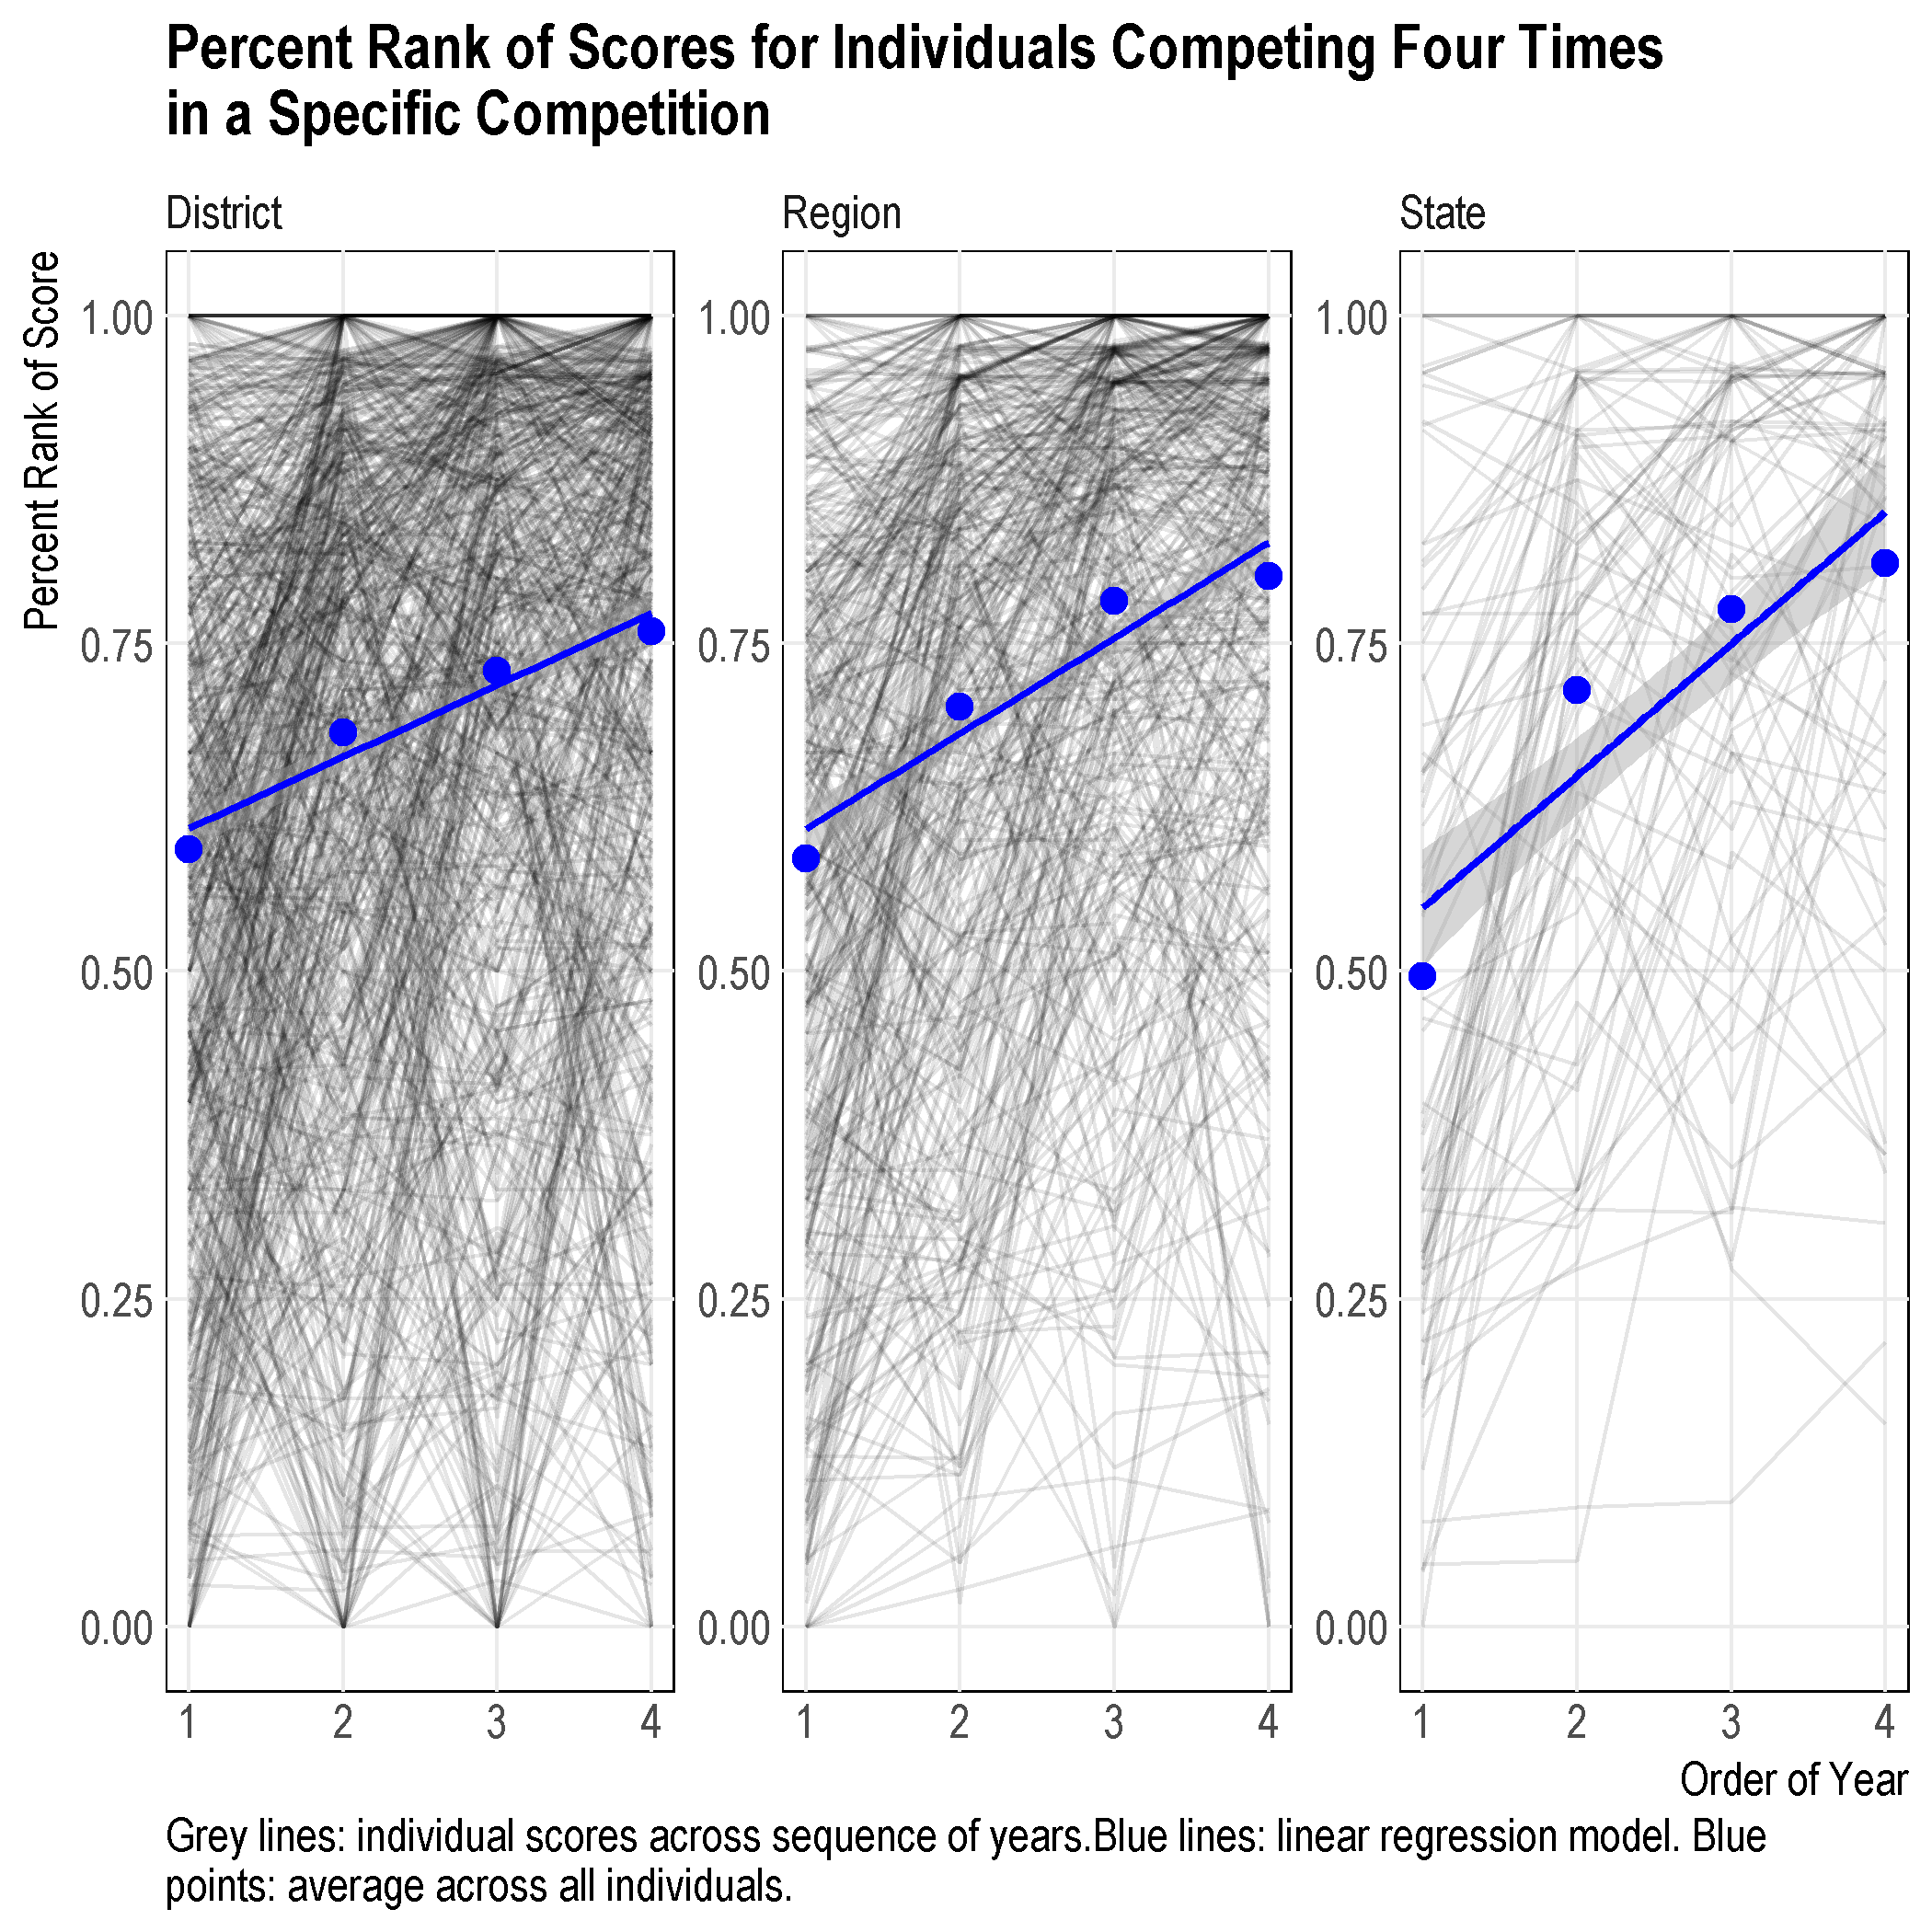 Percent Rank of Scores for Individuals Competing Four Times
in a Specific Competition
District
Region
State
Percent Rank of Score
1.00
0.75
0.50
0.25
0.00
1.00
0.75
0.50
0.25
0.00
1.00
0.75
0.50
0.25
0.00
1 2 3 4
1 2 3 4
1 2 3 4
Order of Year
Grey lines: individual scores across sequence of years.Blue lines: linear regression model. Blue
points: average across all individuals.